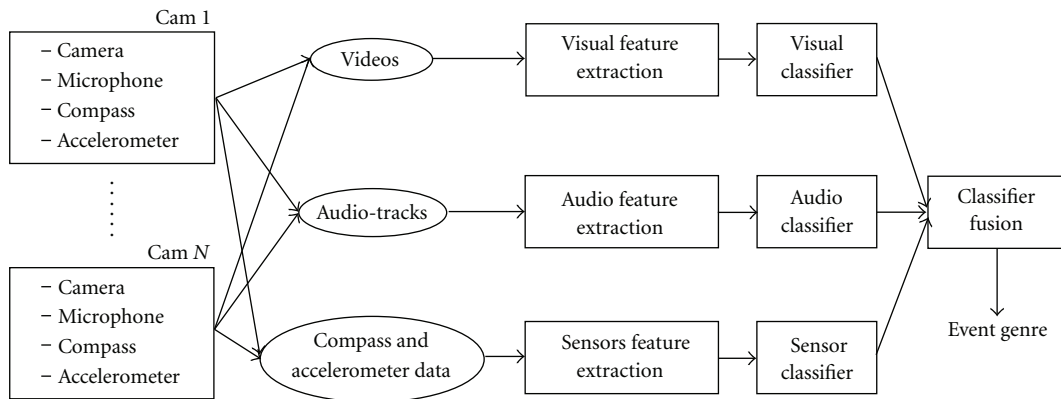 Cam 1
– Camera
– Microphone
– Compass
– Accelerometer
Cam N
– Camera
– Microphone
– Compass
– Accelerometer
Videos
Visual feature
extraction
Visual
classifier
Audio-tracks
Audio feature
extraction
Audio
classifier
Compass and
accelerometer data
Sensors feature
extraction
Sensor
classifier
Classifier
fusion
Event genre